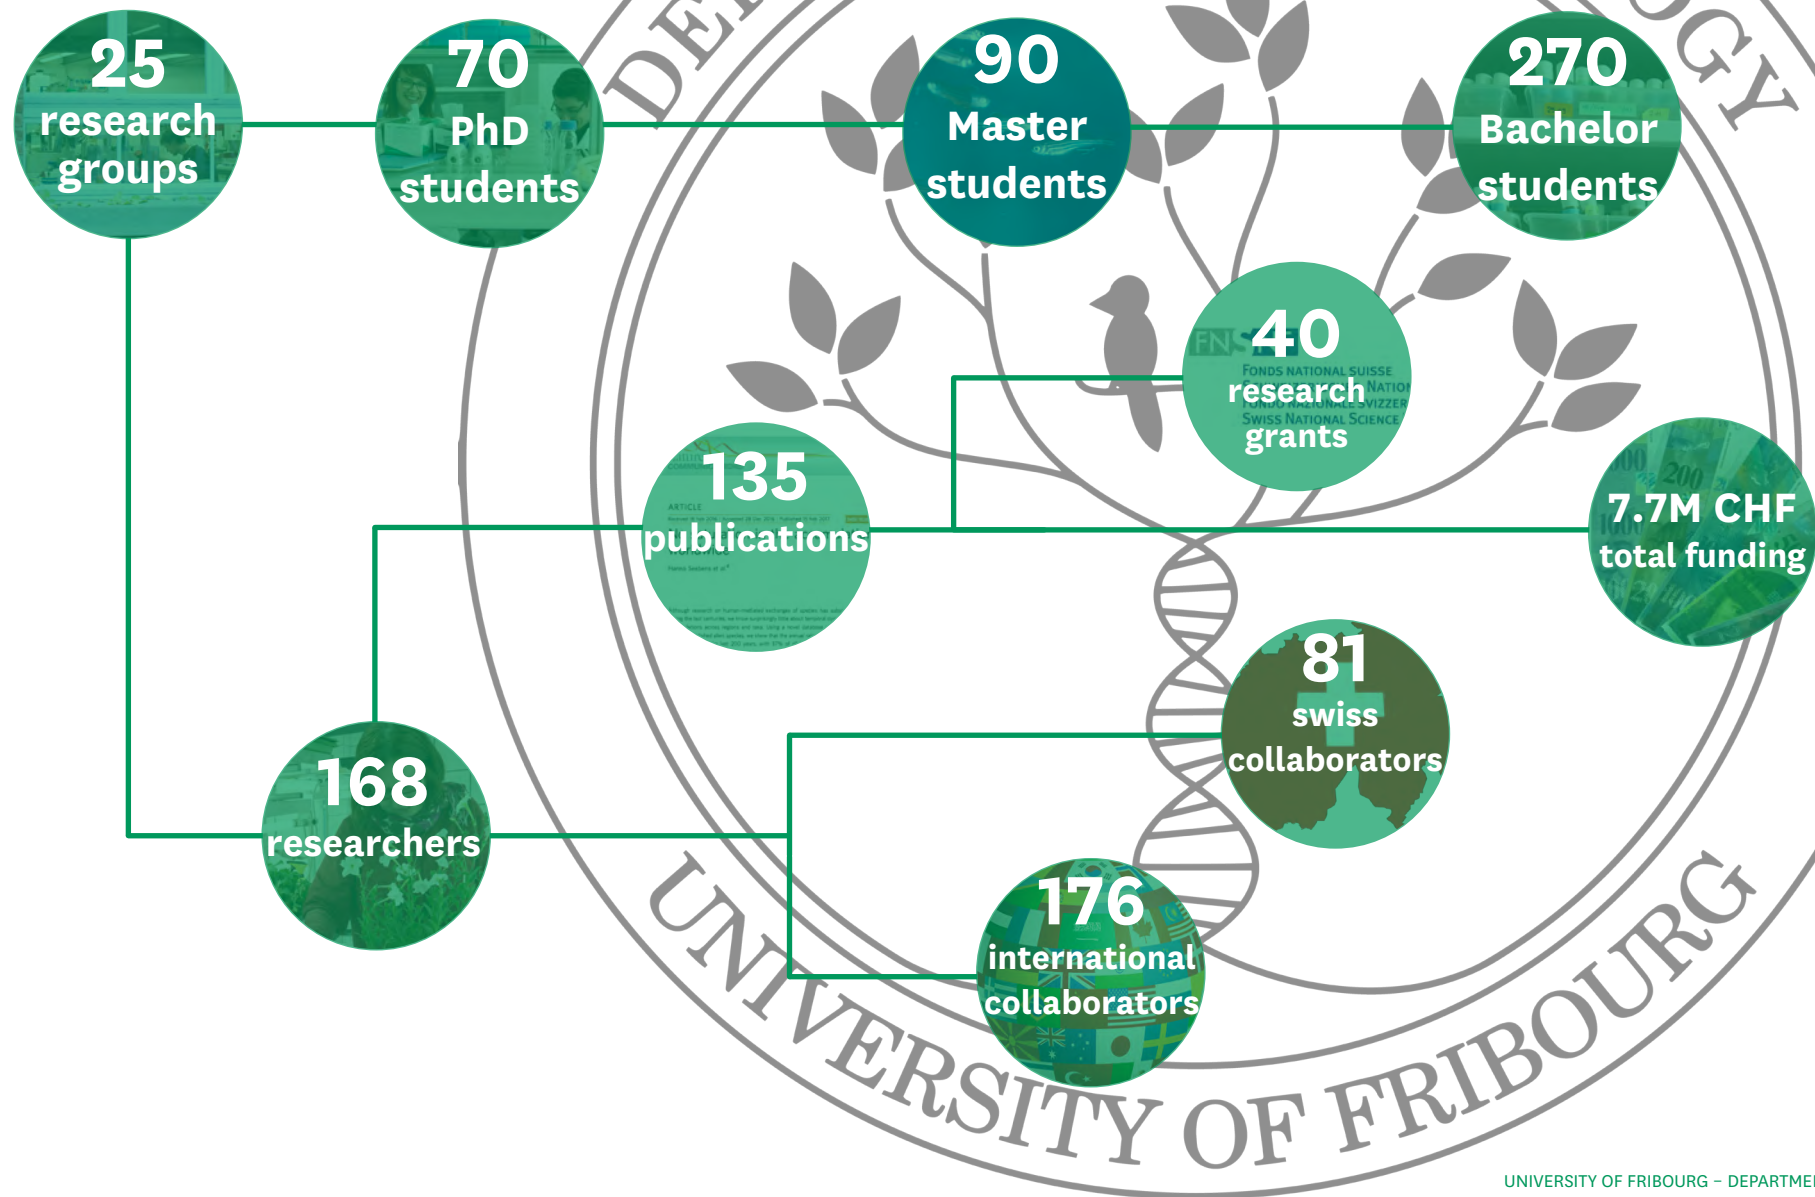 25
research
groups
70
PhD
students
90
Master
students
270
Bachelor
students
40
research
grants
FONDS NATIONAL SUISSE
SWISS NATIONAL SCIENCE
135
publications
ARTICLE
7.7M CHF
total funding
200
81
swiss
collaborators
168
researchers
176
international
collaborators
UNIVERSITY OF FRIBOURG
UNIVERSITY OF FRIBOURG – DEPARTME